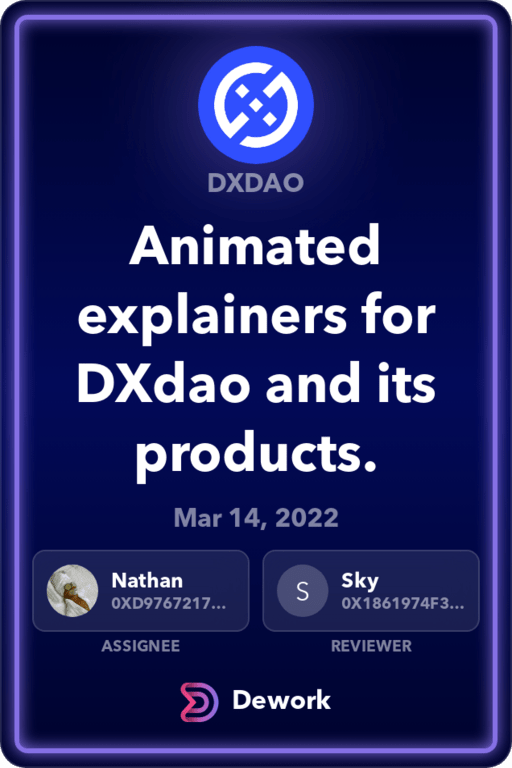 DXDAO
Animated
explainers for
DXdao and its
products.
Mar 14, 2022
Nathan
0XD9767217...
ASSIGNEE
S
Sky
0X1861974F3...
REVIEWER
Dework